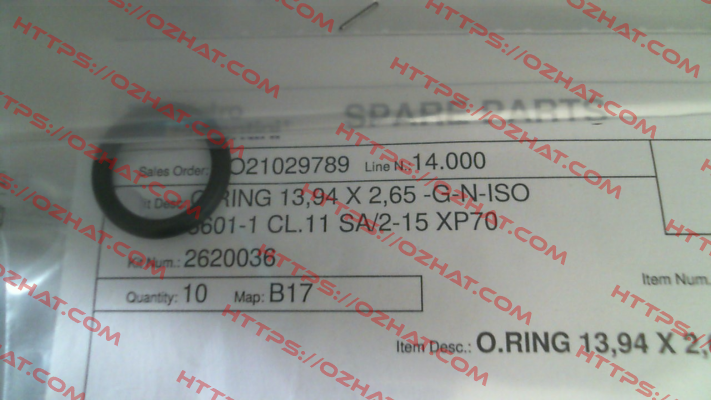 SPARE PARTS
Sales Order: O21029789 Line N.: 14.000
Desc.: O.RING 13,94 X 2,65 -G-N-ISO
3601-1 CL.11 SA/2-15 XP70
Kit Num.: 2620036
Quantity: 10 Map: B17
Item Num.
Item Desc.: O.RING 13,94 X 2,
HTTPS://OZHAT.COM